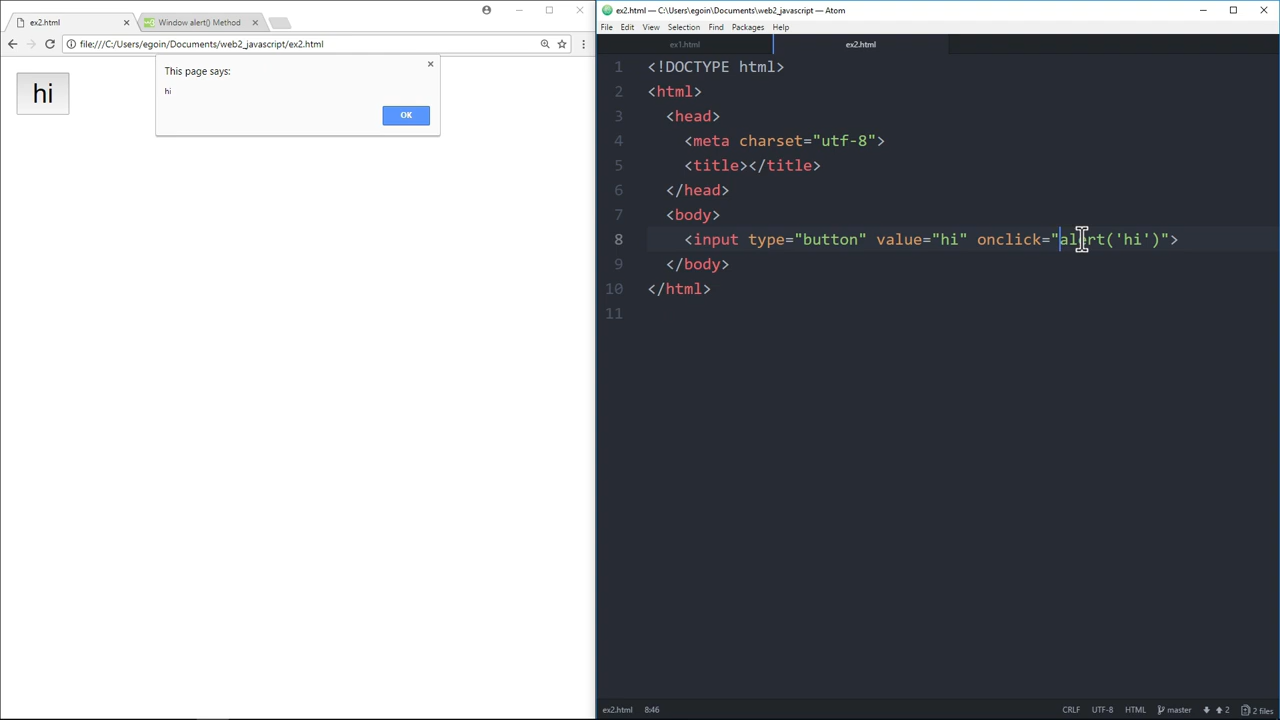 ex2.html
Window alert() Method
file:///C:/Users/egoin/Documents/web2_javascript/ex2.html
hi
This page says:
hi
OK
ex2.html — C:\Users\egoin\Documents\web2_javascript — Atom
File Edit View Selection Find Packages Help
ex1.html
ex2.html
1 <!DOCTYPE html>
2 <html>
3 <head>
4 <meta charset="utf-8">
5 <title></title>
6 </head>
7 <body>
8 <input type="button" value="hi" onclick="alert('hi')">
9 </body>
10 </html>
11
ex2.html 8:46
CRLF UTF-8 HTML master 2 2 files